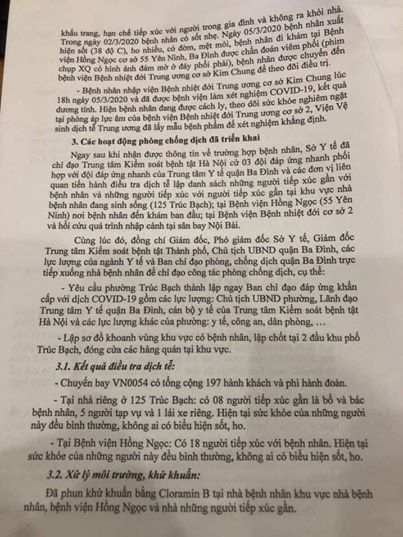 khẩu trang, hạn chế tiếp xúc với người trong gia đình và không ra khỏi nhà.
Trong ngày 02/3/2020 bệnh nhân có sốt nhẹ. Ngày 05/3/2020 bệnh nhân xuất
hiện sốt (38 độ C), ho nhiều, có đờm, mệt mỏi, bệnh nhân đi khám tại Bệnh
viện Hồng Ngọc cơ sở 55 Yên Ninh, Ba Đình được chẩn đoán viêm phổi (phim
chụp XQ có hình ảnh đám mờ ở đáy phổi phải), bệnh nhân được chuyển đến
bệnh viện Bệnh nhiệt đới Trung ương cơ sở Kim Chung để theo dõi điều trị.
- Bệnh nhân nhập viện Bệnh nhiệt đới Trung ương cơ sở Kim Chung lúc
18h ngày 5/3/2020 và đã được bệnh viện làm xét nghiệm COVID-19, kết quả
dương tính. Hiện bệnh nhân đang được cách ly, theo dõi sức khỏe nghiêm ngặt
tại phòng áp lực âm của bệnh viện Bệnh nhiệt đới Trung ương cơ sở 2, Viện Vệ
sinh dịch tễ Trung ương đã lấy mẫu bệnh phẩm để xét nghiệm khẳng định.
3. Các hoạt động phòng chống dịch đã triển khai
Ngay sau khi nhận được thông tin về trường hợp bệnh nhân, Sở Y tế đã
chỉ đạo Trung tâm Kiểm soát bệnh tật Hà Nội cử 03 đội đáp ứng nhanh phối
hợp với đội đáp ứng nhanh của Trung tâm Y tế quận Ba Đình và các đơn vị liên
quan tiến hành điều tra dịch tễ lập danh sách những người tiếp xúc gần với
bệnh nhân và những người tiếp xúc với người tiếp xúc gần tại khu vực nhà
bệnh nhân đang sinh sống (125 Trúc Bạch); tại Bệnh viện Hồng Ngọc (55 Yên
Ninh) nơi bệnh nhân đến khám ban đầu; tại Bệnh viện Bệnh nhiệt đới cơ sở 2
và hồi cứu quá trình nhập cảnh tại sân bay Nội Bài.
Cùng lúc đó, đồng chí Giám đốc, Phó giám đốc Sở Y tế, Giám đốc
Trung tâm Kiểm soát bệnh tật Thành phố, Chủ tịch UBND quận Ba Đình, các
lực lượng của ngành Y tế và Ban chỉ đạo phòng, chống dịch quận Ba Đình trực
tiếp xuống nhà bệnh nhân để chỉ đạo công tác phòng chống dịch, cụ thể:
- Yêu cầu phường Trúc Bạch thành lập ngay Ban chỉ đạo đáp ứng khẩn
cấp với dịch COVID-19 gồm các lực lượng: Chủ tịch UBND phường, Lãnh đạo
Trung tâm Y tế quận Ba Đình, cán bộ y tế của Trung tâm Kiểm soát bệnh tật
Hà Nội và các lực lượng khác của phường: y tế, công an, dân phòng, …
- Lập sơ đồ khoanh vùng khu vực có bệnh nhân, lập chốt tại 2 đầu khu phố
Trúc Bạch, đóng cửa các hàng quán tại khu vực.
3.1. Kết quả điều tra dịch tễ:
- Chuyến bay VN0054 có tổng cộng 197 hành khách và phi hành đoàn.
- Tại nhà riêng ở 125 Trúc Bạch: có 08 người tiếp xúc gần là bố và bác
bệnh nhân, 5 người tạp vụ và 1 lái xe riêng. Hiện tại sức khỏe của những người
này đều bình thường, không ai có biểu hiện sốt, ho.
- Tại Bệnh viện Hồng Ngọc: Có 18 người tiếp xúc với bệnh nhân. Hiện tại
sức khỏe của những người này đều bình thường, không ai có biểu hiện sốt, ho.
3.2. Xử lý môi trường, khử khuẩn:
Đã phun khử khuẩn bằng Cloramin B tại nhà bệnh nhân khu vực nhà bệnh
nhân, bệnh viện Hồng Ngọc và nhà những người tiếp xúc gần.